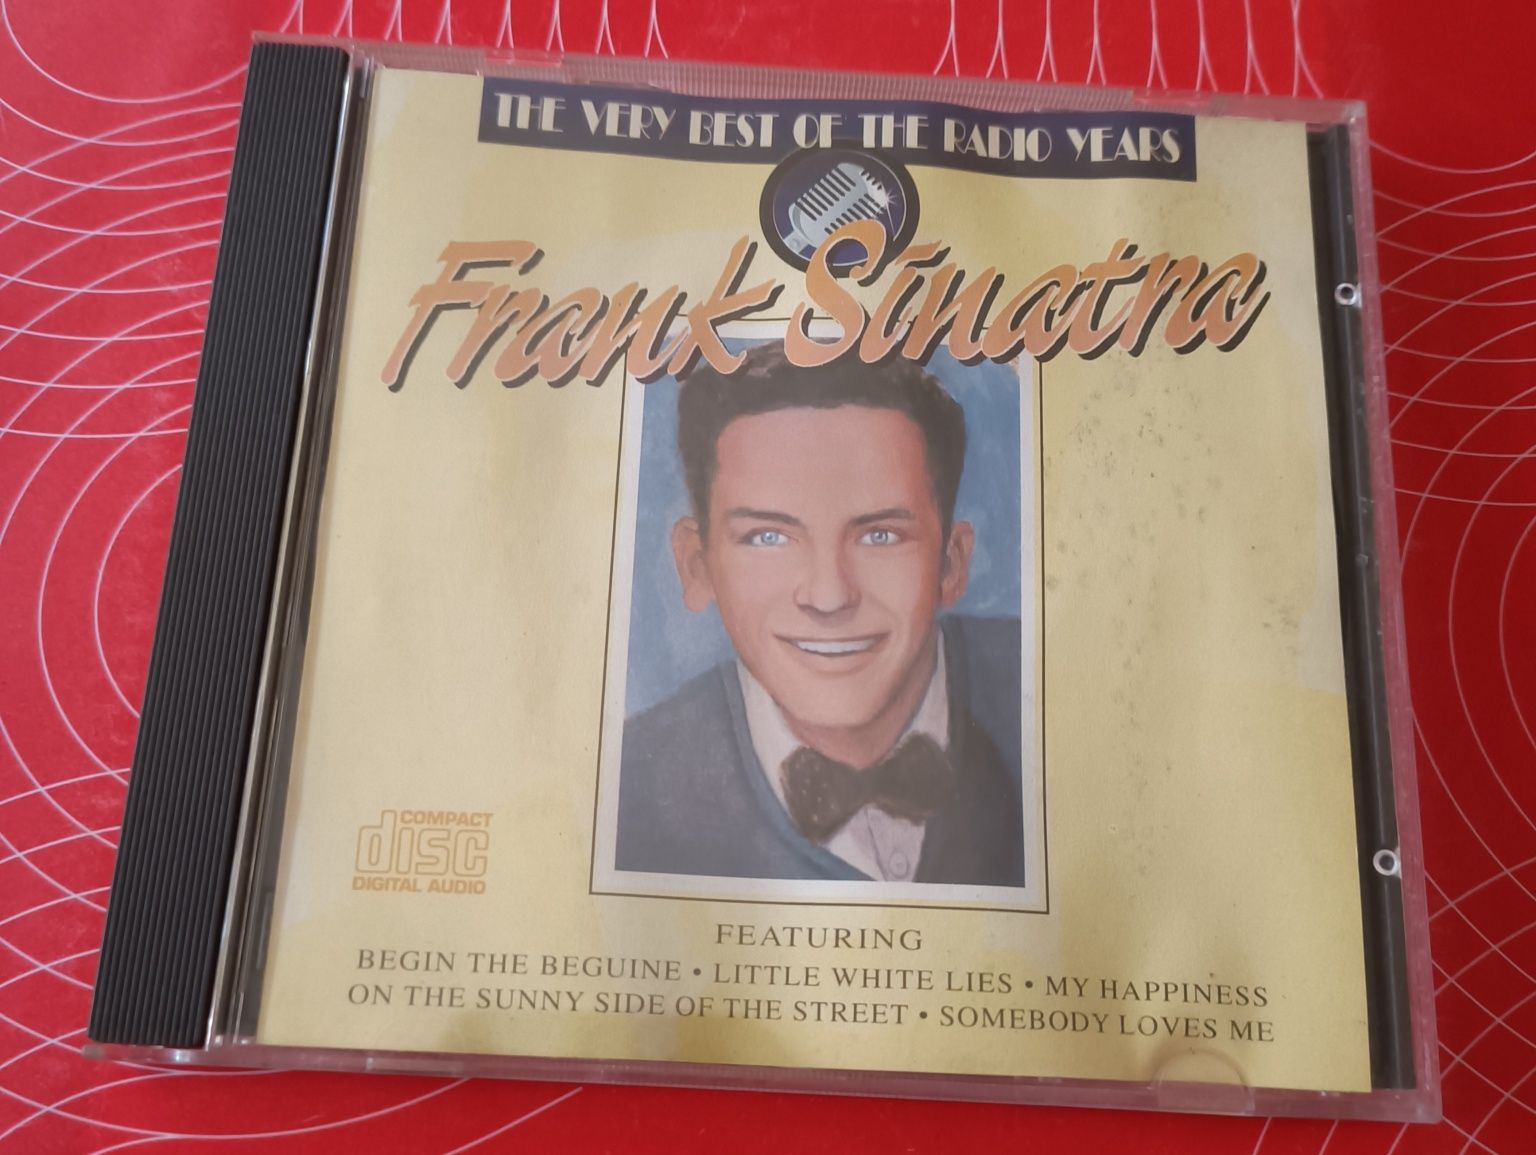 THE VERY BEST OF THE RADIO YEARS
Frank Sinatra
COMPACT
disc
DIGITAL AUDIO
FEATURING
BEGIN THE BEGUINE • LITTLE WHITE LIES • MY HAPPINESS
ON THE SUNNY SIDE OF THE STREET • SOMEBODY LOVES ME